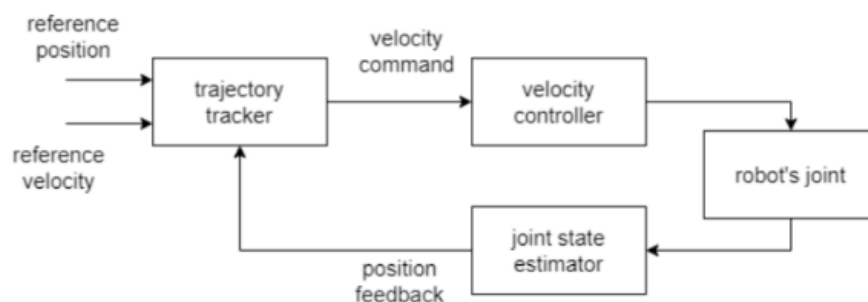 reference
position
trajectory
tracker
velocity
command
velocity
controller
reference
velocity
robot's joint
joint state
estimator
position
feedback